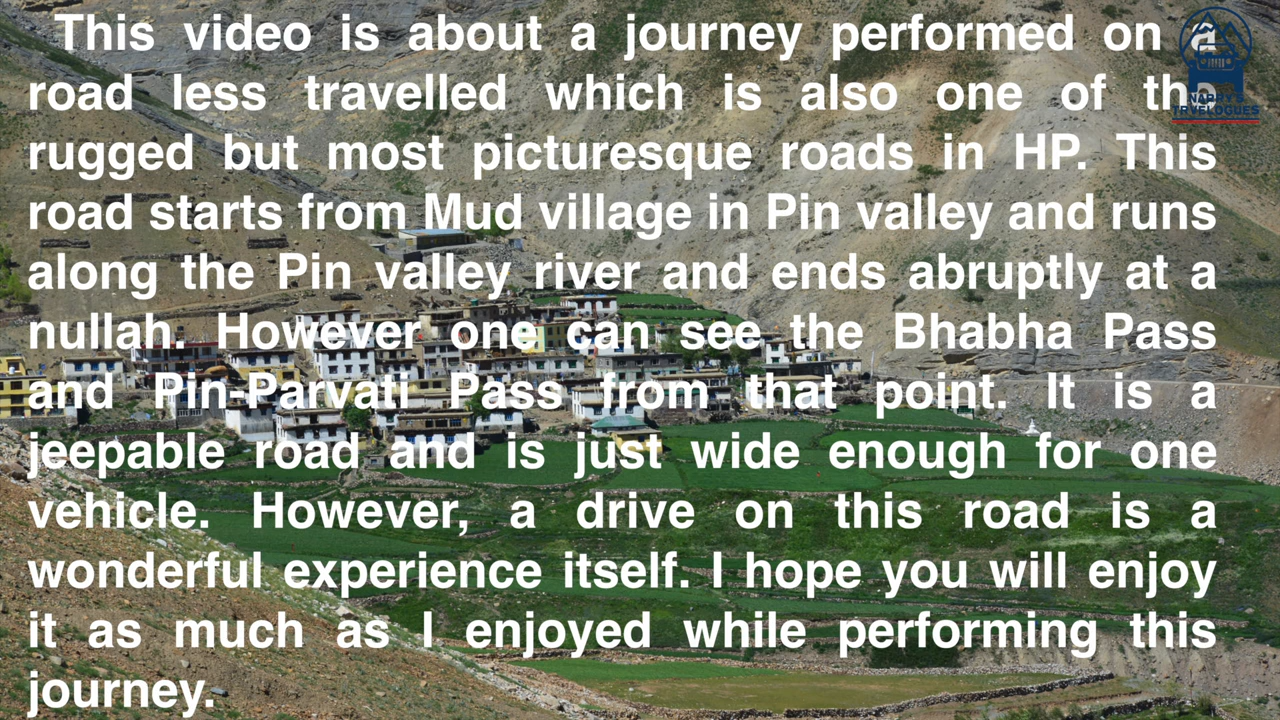 This video is about a journey performed on a
road less travelled which is also one of the
rugged but most picturesque roads in HP. This
road starts from Mud village in Pin valley and runs
along the Pin valley river and ends abruptly at a
nullah. However one can see the Bhabha Pass
and Pin-Parvati Pass from that point. It is a
jeepable road and is just wide enough for one
vehicle. However, a drive on this road is a
wonderful experience itself. I hope you will enjoy
it as much as I enjoyed while performing this
journey.